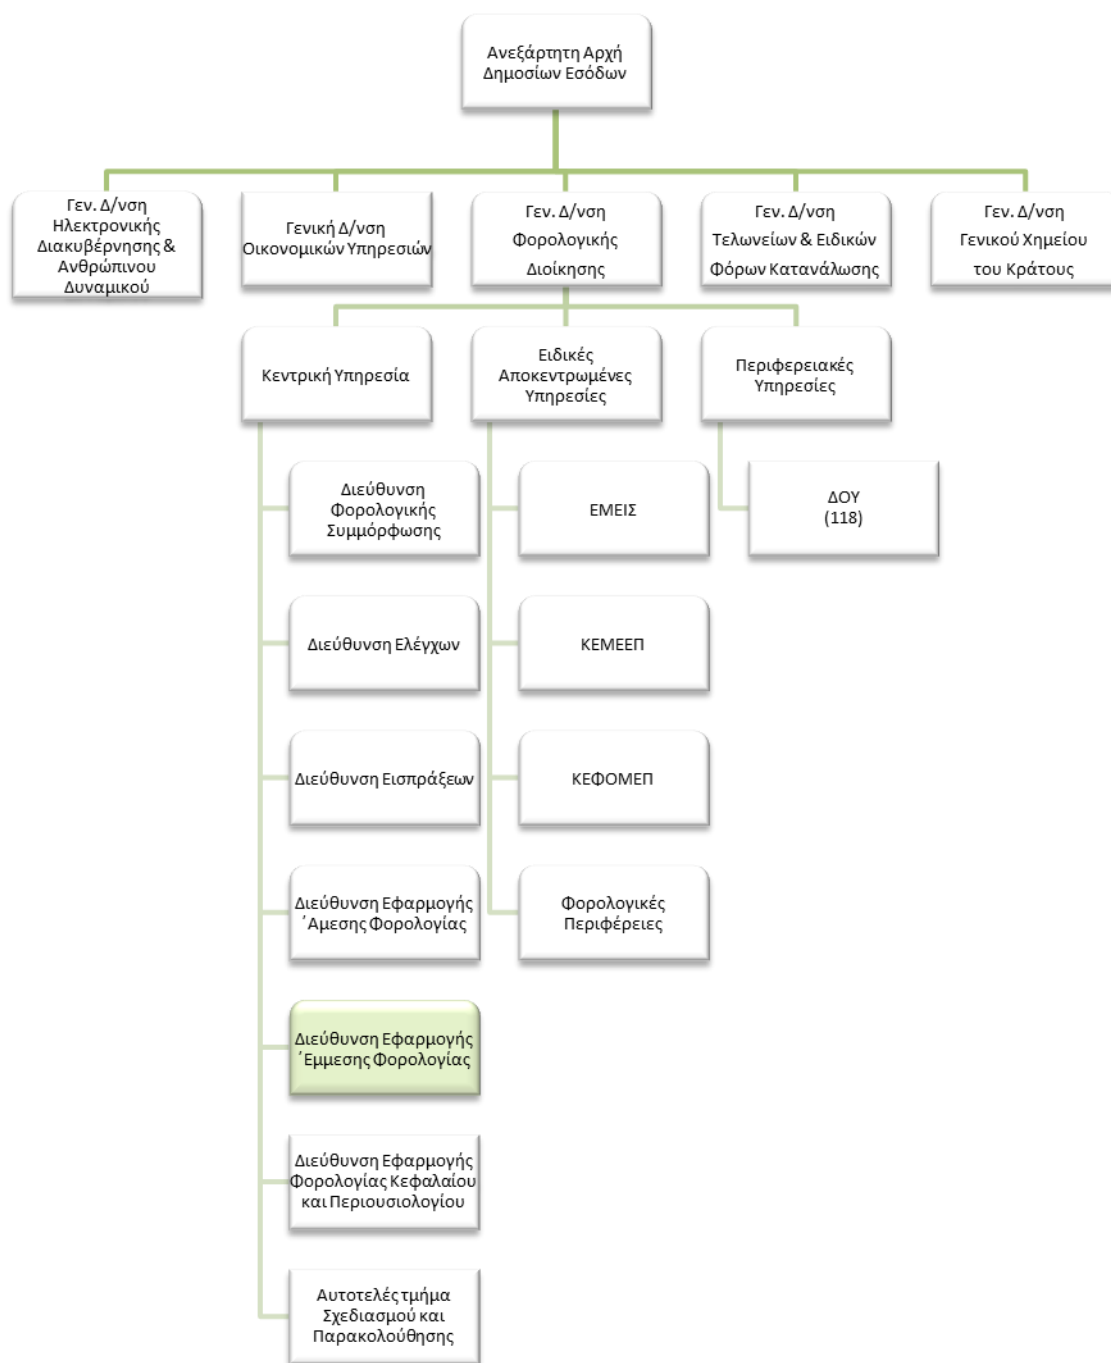 Ανεξάρτητη Αρχή
Δημοσίων Εσόδων
Γεν. Δ/νση
Ηλεκτρονικής
Διακυβέρνησης &
Ανθρώπινου
Δυναμικού
Γενική Δ/νση
Οικονομικών Υπηρεσιών
Γεν. Δ/νση
Φορολογικής
Διοίκησης
Γεν. Δ/νση
Τελωνείων & Ειδικών
Φόρων Κατανάλωσης
Γεν. Δ/νση
Γενικού Χημείου
του Κράτους
Κεντρική Υπηρεσία
Ειδικές
Αποκεντρωμένες
Υπηρεσίες
Περιφερειακές
Υπηρεσίες
Διεύθυνση
Φορολογικής
Συμμόρφωσης
ΕΜΕΙΣ
ΔΟΥ
(118)
Διεύθυνση Ελέγχων
ΚΕΜΕΕΠ
Διεύθυνση Εισπράξεων
ΚΕΦΟΜΕΠ
Διεύθυνση Εφαρμογής
΄Αμεσης Φορολογίας
Φορολογικές
Περιφέρειες
Διεύθυνση Εφαρμογής
΄Εμμεσης Φορολογίας
Διεύθυνση Εφαρμογής
Φορολογίας Κεφαλαίου
και Περιουσιολογίου
Αυτοτελές τμήμα
Σχεδιασμού και
Παρακολούθησης